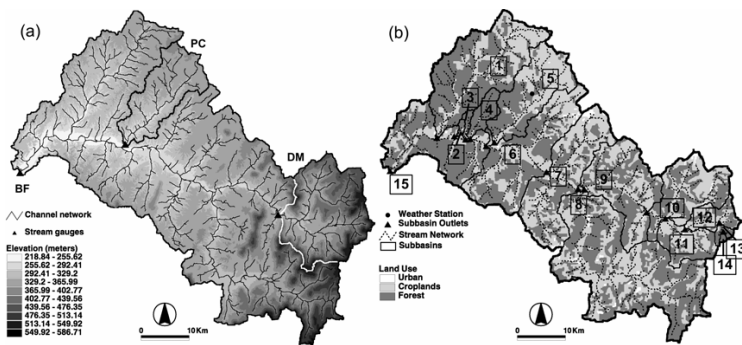 (a)
PC
DM
BF
Channel network
Stream gauges
Elevation (meters)
218.84 - 255.62
255.62 - 292.41
292.41 - 329.2
329.2 - 365.99
365.99 - 402.77
402.77 - 439.56
439.56 - 476.35
476.35 - 513.14
513.14 - 549.92
549.92 - 586.71
0 10Km
(b)
1
5
3
4
2
6
7
9
8
15
10
12
11
13
14
Weather Station
Subbasin Outlets
Stream Network
Subbasins
Land Use
Urban
Croplands
Forest
0 10 Km